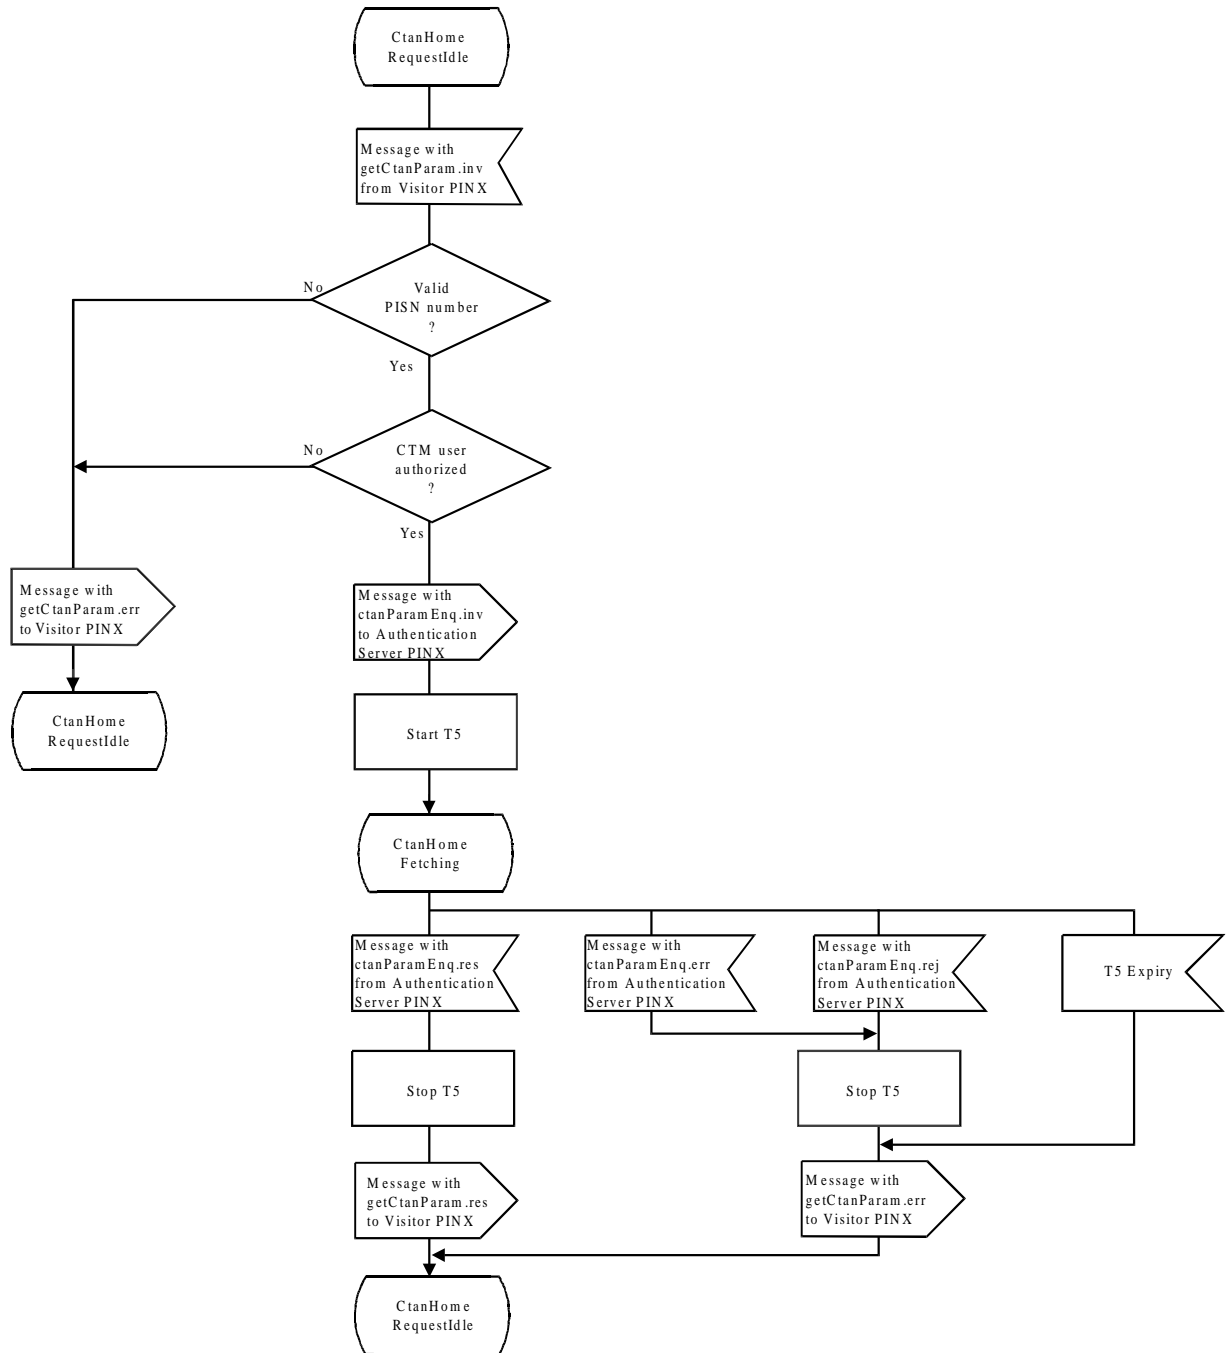 CtanHome
RequestIdle
Message with
getCtanParam.inv
from Visitor PINX
No
Valid
PISN number
?
Yes
No
CTM user
authorized
?
Yes
Message with
getCtanParam.err
to Visitor PINX
Message with
ctanParamEnq.inv
to Authentication
Server PINX
CtanHome
RequestIdle
Start T5
CtanHome
Fetching
Message with
ctanParamEnq.res
from Authentication
Server PINX
Message with
ctanParamEnq.err
from Authentication
Server PINX
Message with
ctanParamEnq.rej
from Authentication
Server PINX
T5 Expiry
Stop T5
Stop T5
Message with
getCtanParam.res
to Visitor PINX
Message with
getCtanParam.err
to Visitor PINX
CtanHome
RequestIdle